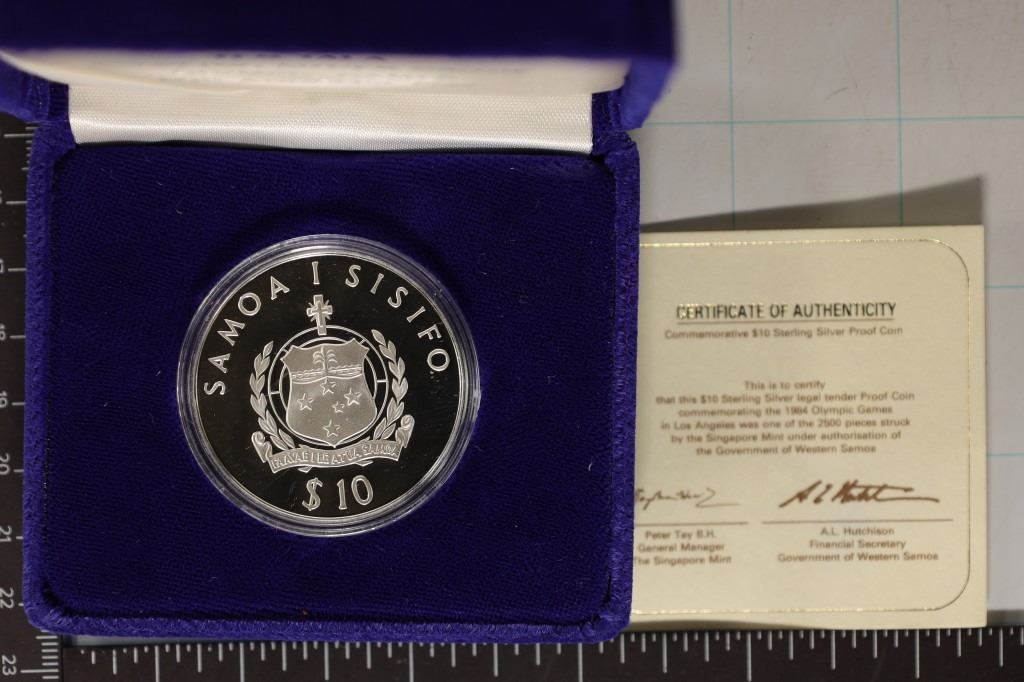 SAMOA I SISIFO
FAAVAE I LE ATUA SAMOA
$10
CERTIFICATE OF AUTHENTICITY
Commemorative $10 Sterling Silver Proof Coin
This is to certify
that this $10 Sterling Silver legal tender Proof Coin
commemorating the 1984 Olympic Games
in Los Angeles was one of the 2500 pieces struck
by the Singapore Mint under authorisation of
the Government of Western Samoa
Peter Tay B.H.
General Manager
The Singapore Mint
A.L. Hutchison
Financial Secretary
Government of Western Samoa
18
19
20
21
22
23